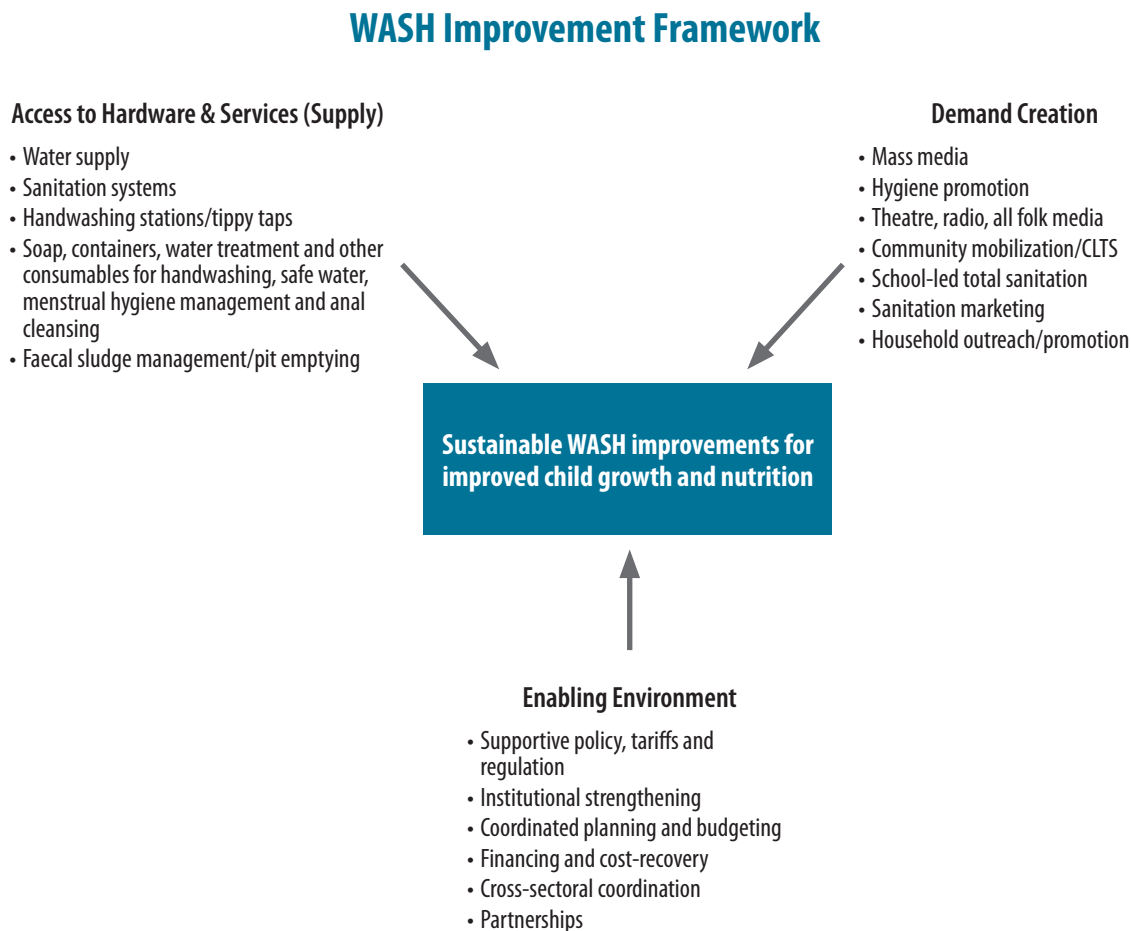 WASH Improvement Framework
Access to Hardware & Services (Supply)
• Water supply
• Sanitation systems
• Handwashing stations/tippy taps
• Soap, containers, water treatment and other
consumables for handwashing, safe water,
menstrual hygiene management and anal
cleansing
• Faecal sludge management/pit emptying
Demand Creation
• Mass media
• Hygiene promotion
• Theatre, radio, all folk media
• Community mobilization/CLTS
• School-led total sanitation
• Sanitation marketing
• Household outreach/promotion
Sustainable WASH improvements for
improved child growth and nutrition
Enabling Environment
• Supportive policy, tariffs and
regulation
• Institutional strengthening
• Coordinated planning and budgeting
• Financing and cost-recovery
• Cross-sectoral coordination
• Partnerships